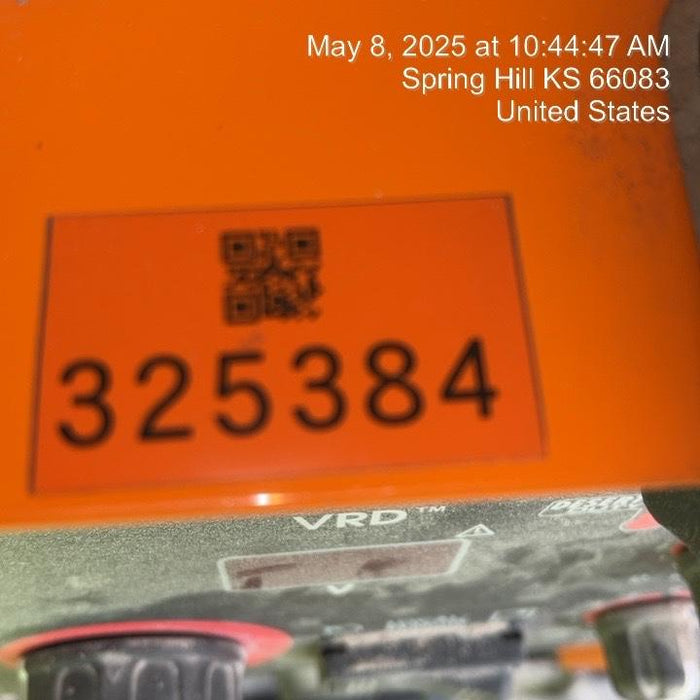 May 8, 2025 at 10:44:47 AM
Spring Hill KS 66083
United States
325384
VRD™
V